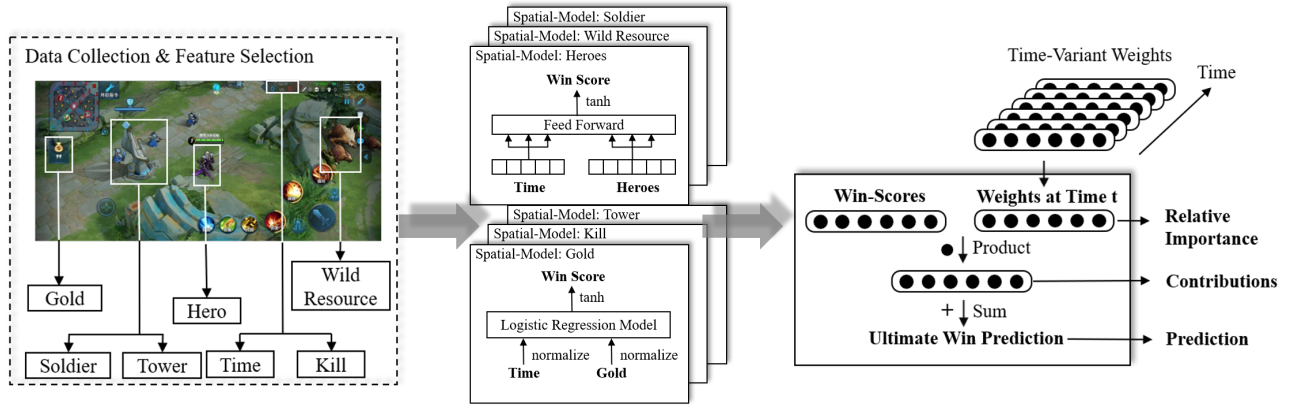 Data Collection & Feature Selection
Gold
Hero
Wild
Resource
Soldier
Tower
Time
Kill
Spatial-Model: Soldier
Spatial-Model: Wild Resource
Spatial-Model: Heroes
Win Score
tanh
Feed Forward
Time
Heroes
Spatial-Model: Tower
Spatial-Model: Kill
Spatial-Model: Gold
Win Score
tanh
Logistic Regression Model
normalize
normalize
Time
Gold
Time-Variant Weights
Time
Win-Scores
Weights at Time t
Product
+ Sum
Ultimate Win Prediction
Relative
Importance
Contributions
Prediction